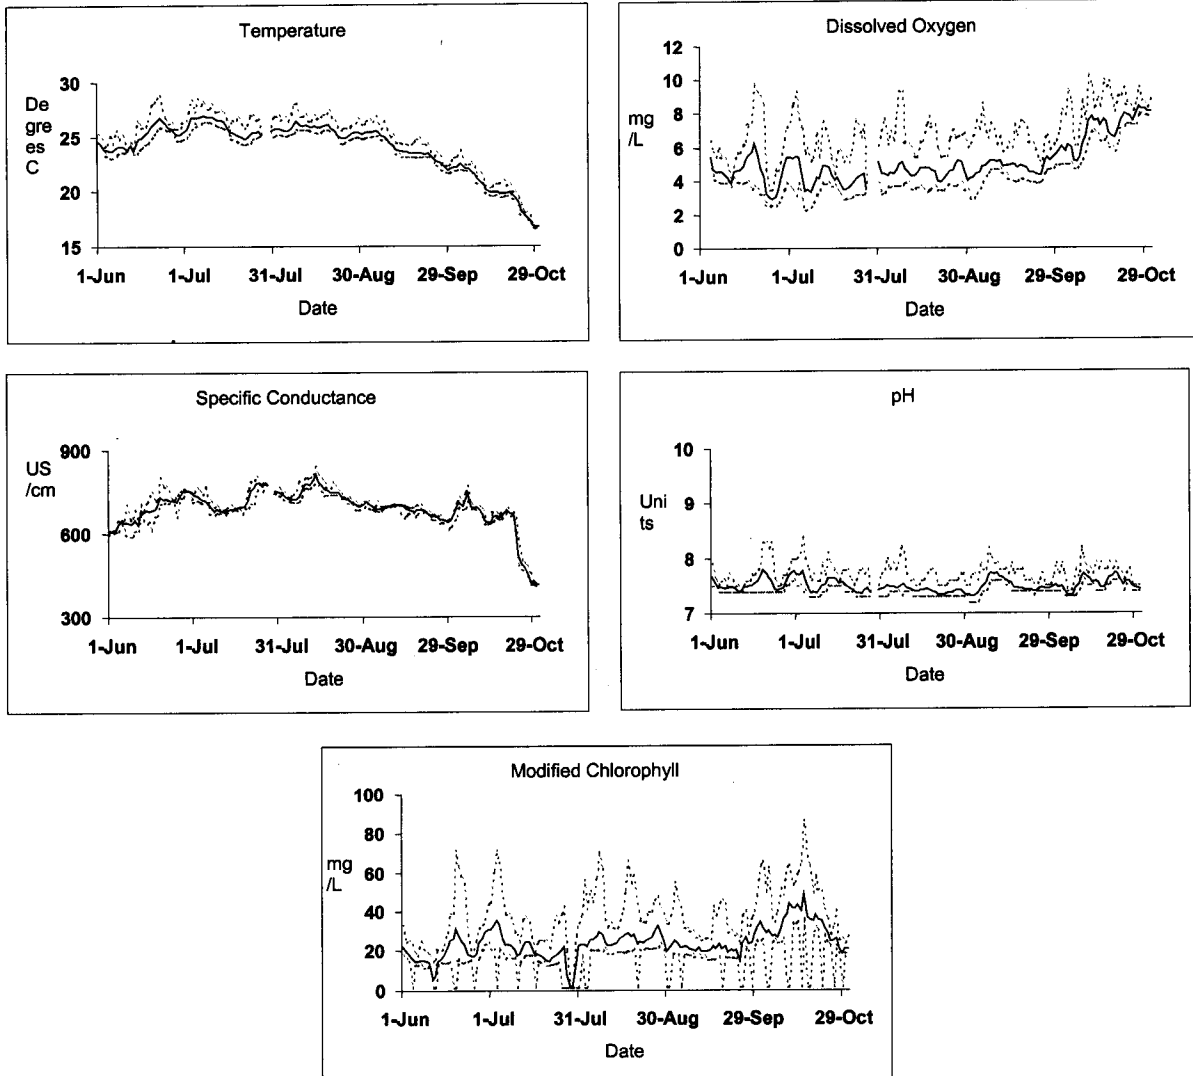 Temperature
30
25
20
15
De
gre
es
C
1-Jun 1-Jul 31-Jul 30-Aug 29-Sep 29-Oct
Date
Dissolved Oxygen
12
10
8
6
4
2
0
mg
/L
1-Jun 1-Jul 31-Jul 30-Aug 29-Sep 29-Oct
Date
Specific Conductance
900
600
300
US
/cm
1-Jun 1-Jul 31-Jul 30-Aug 29-Sep 29-Oct
Date
pH
10
9
8
7
Uni
ts
1-Jun 1-Jul 31-Jul 30-Aug 29-Sep 29-Oct
Date
Modified Chlorophyll
100
80
60
40
20
0
mg
/L
1-Jun 1-Jul 31-Jul 30-Aug 29-Sep 29-Oct
Date